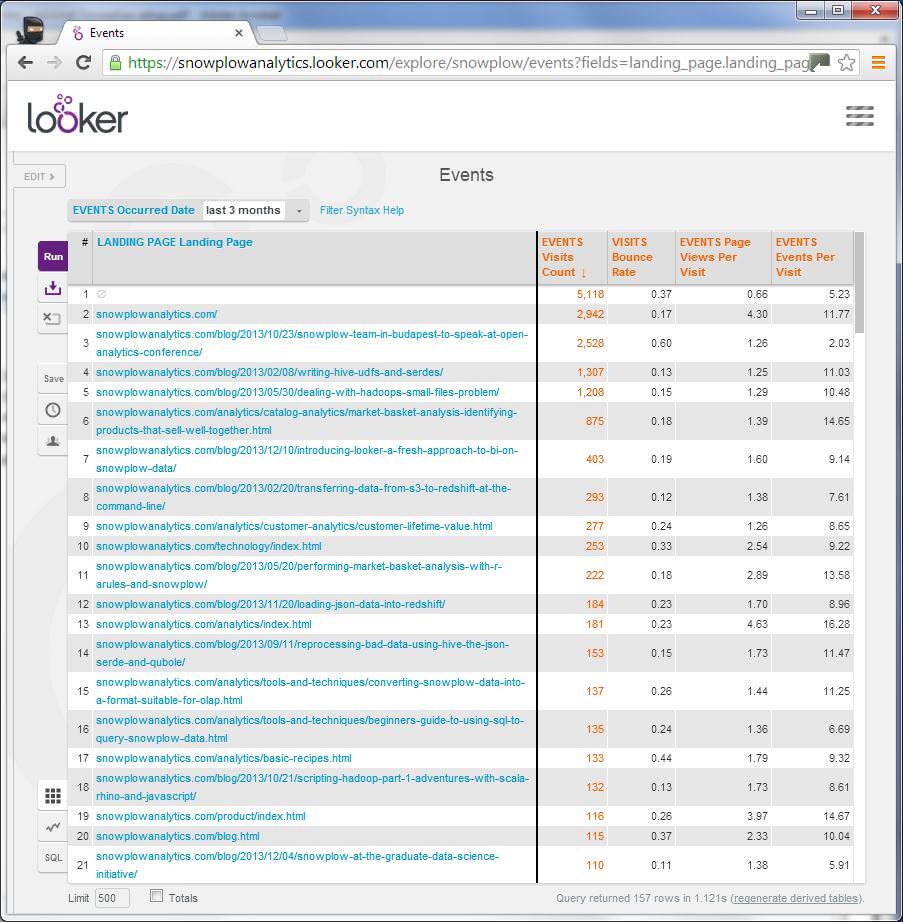 Events
https://snowplowanalytics.looker.com/explore/snowplow/events?fields=landing_page.landing_pag
looker
EDIT >
Events
EVENTS Occurred Date last 3 months Filter Syntax Help
Run
Save
SQL
# LANDING PAGE Landing Page EVENTS Visits Count ↓ VISITS Bounce Rate EVENTS Page Views Per Visit EVENTS Events Per Visit
1 ∅ 5,118 0.37 0.66 5.23
2 snowplowanalytics.com/ 2,942 0.17 4.30 11.77
3 snowplowanalytics.com/blog/2013/10/23/snowplow-team-in-budapest-to-speak-at-open-
analytics-conference/ 2,528 0.60 1.26 2.03
4 snowplowanalytics.com/blog/2013/02/08/writing-hive-udfs-and-serdes/ 1,307 0.13 1.25 11.03
5 snowplowanalytics.com/blog/2013/05/30/dealing-with-hadoops-small-files-problem/ 1,208 0.15 1.29 10.48
6 snowplowanalytics.com/analytics/catalog-analytics/market-basket-analysis-identifying-
products-that-sell-well-together.html 875 0.18 1.39 14.65
7 snowplowanalytics.com/blog/2013/12/10/introducing-looker-a-fresh-approach-to-bi-on-
snowplow-data/ 403 0.19 1.60 9.14
8 snowplowanalytics.com/blog/2013/02/20/transferring-data-from-s3-to-redshift-at-the-
command-line/ 293 0.12 1.38 7.61
9 snowplowanalytics.com/analytics/customer-analytics/customer-lifetime-value.html 277 0.24 1.26 8.65
10 snowplowanalytics.com/technology/index.html 253 0.33 2.54 9.22
11 snowplowanalytics.com/blog/2013/05/20/performing-market-basket-analysis-with-r-
arules-and-snowplow/ 222 0.18 2.89 13.58
12 snowplowanalytics.com/blog/2013/11/20/loading-json-data-into-redshift/ 184 0.23 1.70 8.96
13 snowplowanalytics.com/analytics/index.html 181 0.23 4.63 16.28
14 snowplowanalytics.com/blog/2013/09/11/reprocessing-bad-data-using-hive-the-json-
serde-and-qubole/ 153 0.15 1.73 11.47
15 snowplowanalytics.com/analytics/tools-and-techniques/converting-snowplow-data-into-
a-format-suitable-for-olap.html 137 0.26 1.44 11.25
16 snowplowanalytics.com/analytics/tools-and-techniques/beginners-guide-to-using-sql-to-
query-snowplow-data.html 135 0.24 1.36 6.69
17 snowplowanalytics.com/analytics/basic-recipes.html 133 0.44 1.79 9.32
18 snowplowanalytics.com/blog/2013/10/21/scripting-hadoop-part-1-adventures-with-scala-
rhino-and-javascript/ 132 0.13 1.73 8.61
19 snowplowanalytics.com/product/index.html 116 0.26 3.97 14.67
20 snowplowanalytics.com/blog.html 115 0.37 2.33 10.04
21 snowplowanalytics.com/blog/2013/12/04/snowplow-at-the-graduate-data-science-
initiative/ 110 0.11 1.38 5.91
Limit 500 Totals Query returned 157 rows in 1.121s (regenerate derived tables).